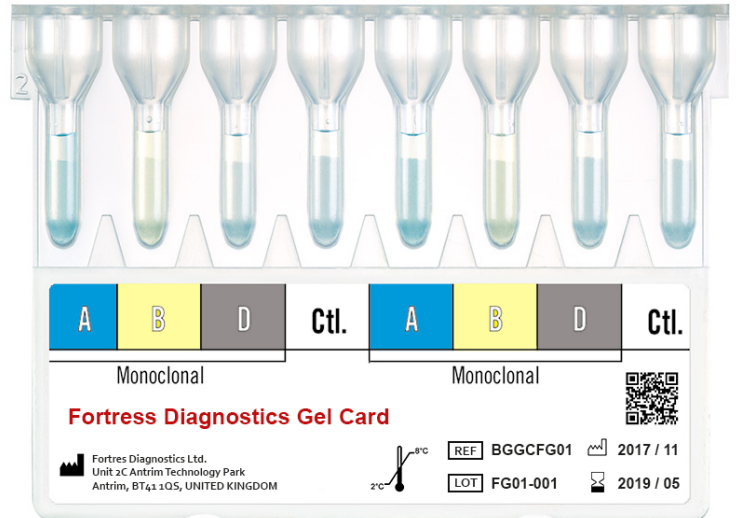 2
A B D Ctl. A B D Ctl.
Monoclonal Monoclonal
Fortress Diagnostics Gel Card
Fortres Diagnostics Ltd.
Unit 2C Antrim Technology Park
Antrim, BT41 1QS, UNITED KINGDOM
8°C
2°C
REF BGGCFG01 2017 / 11
LOT FG01-001 2019 / 05